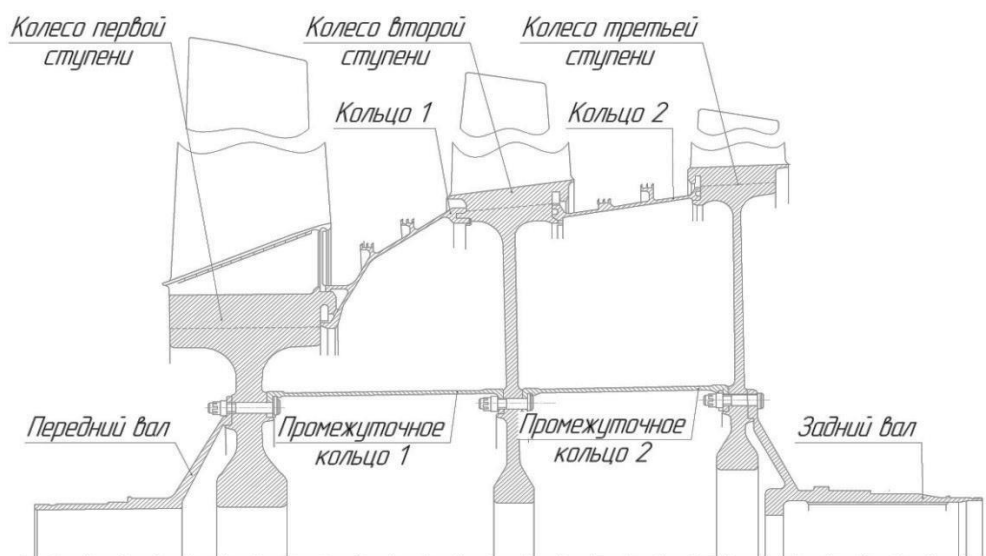 Колесо первой
ступени
Колесо второй
ступени
Колесо третьей
ступени
Кольцо 1
Кольцо 2
Передний вал
Промежуточное
кольцо 1
Промежуточное
кольцо 2
Задний вал